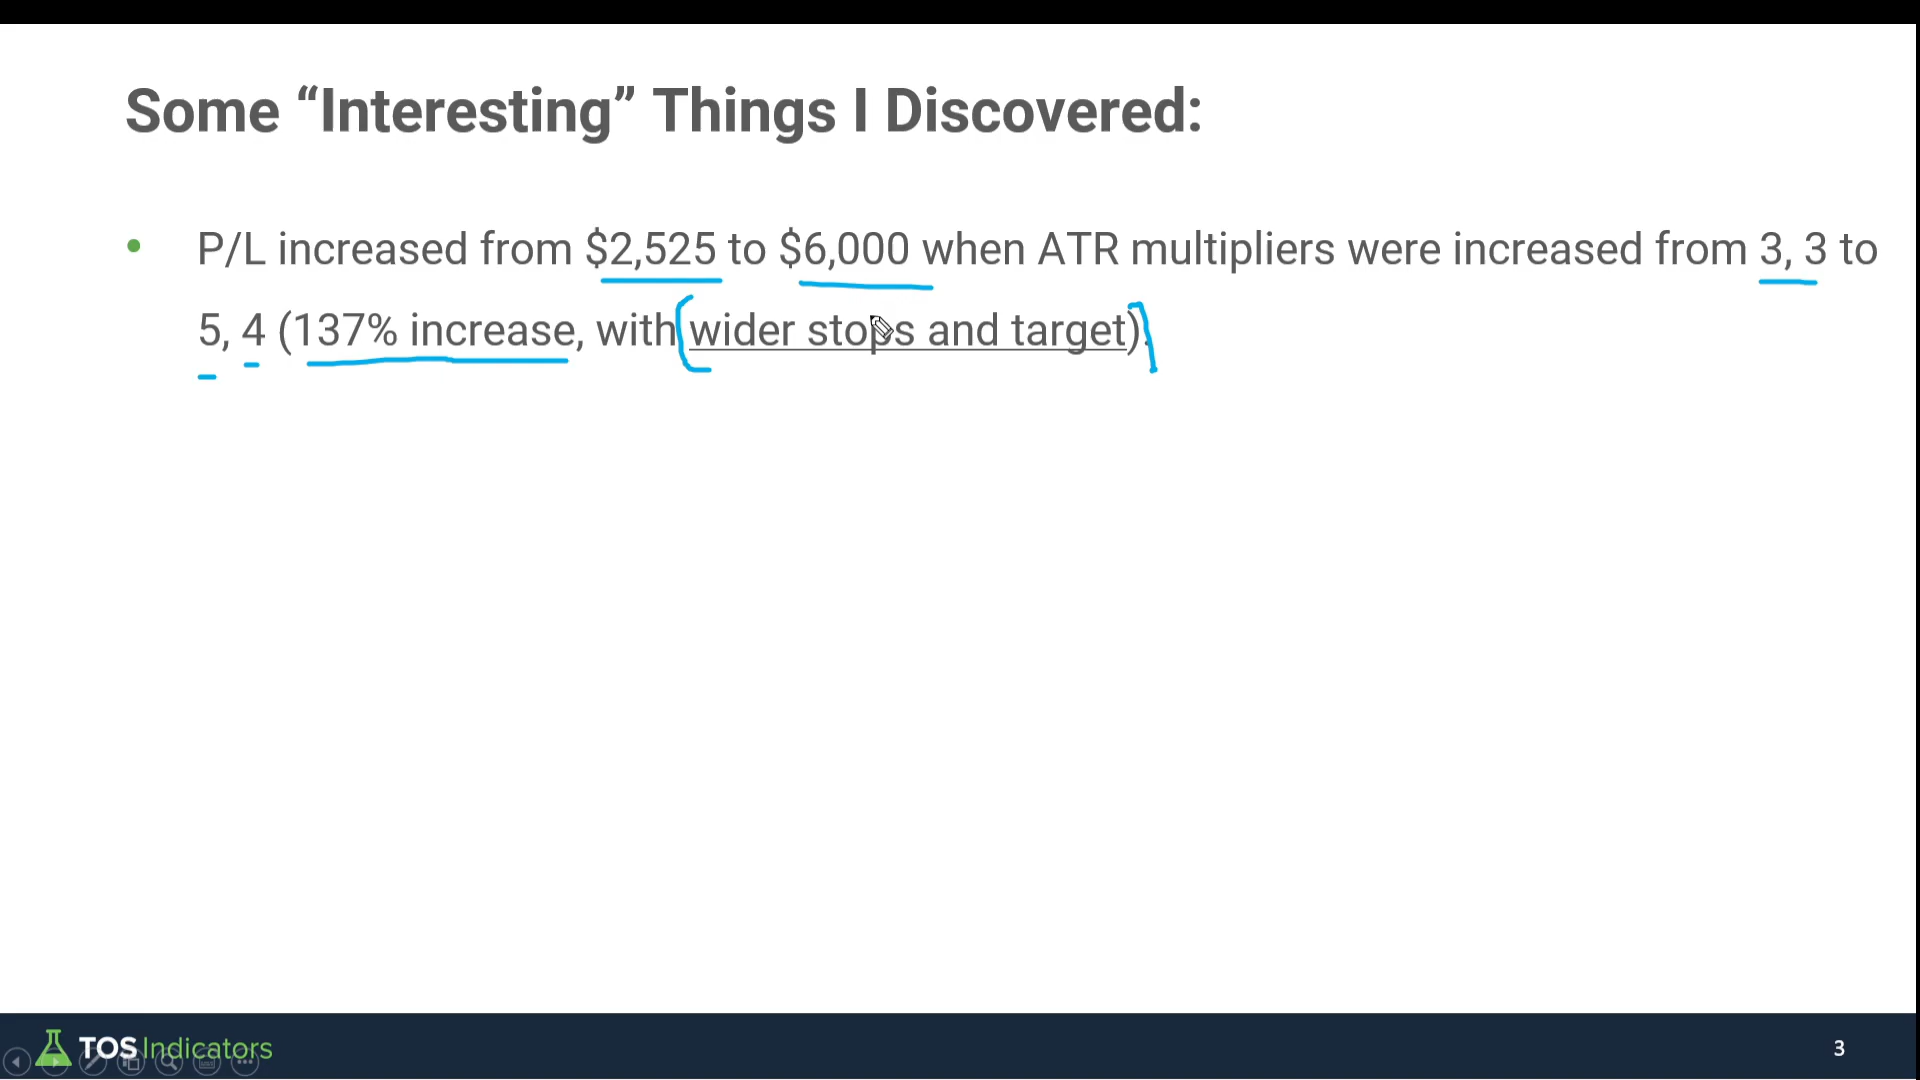 Some “Interesting” Things I Discovered:
• P/L increased from $2,525 to $6,000 when ATR multipliers were increased from 3, 3 to
5, 4 (137% increase, with wider stops and target).
TOS Indicators
3